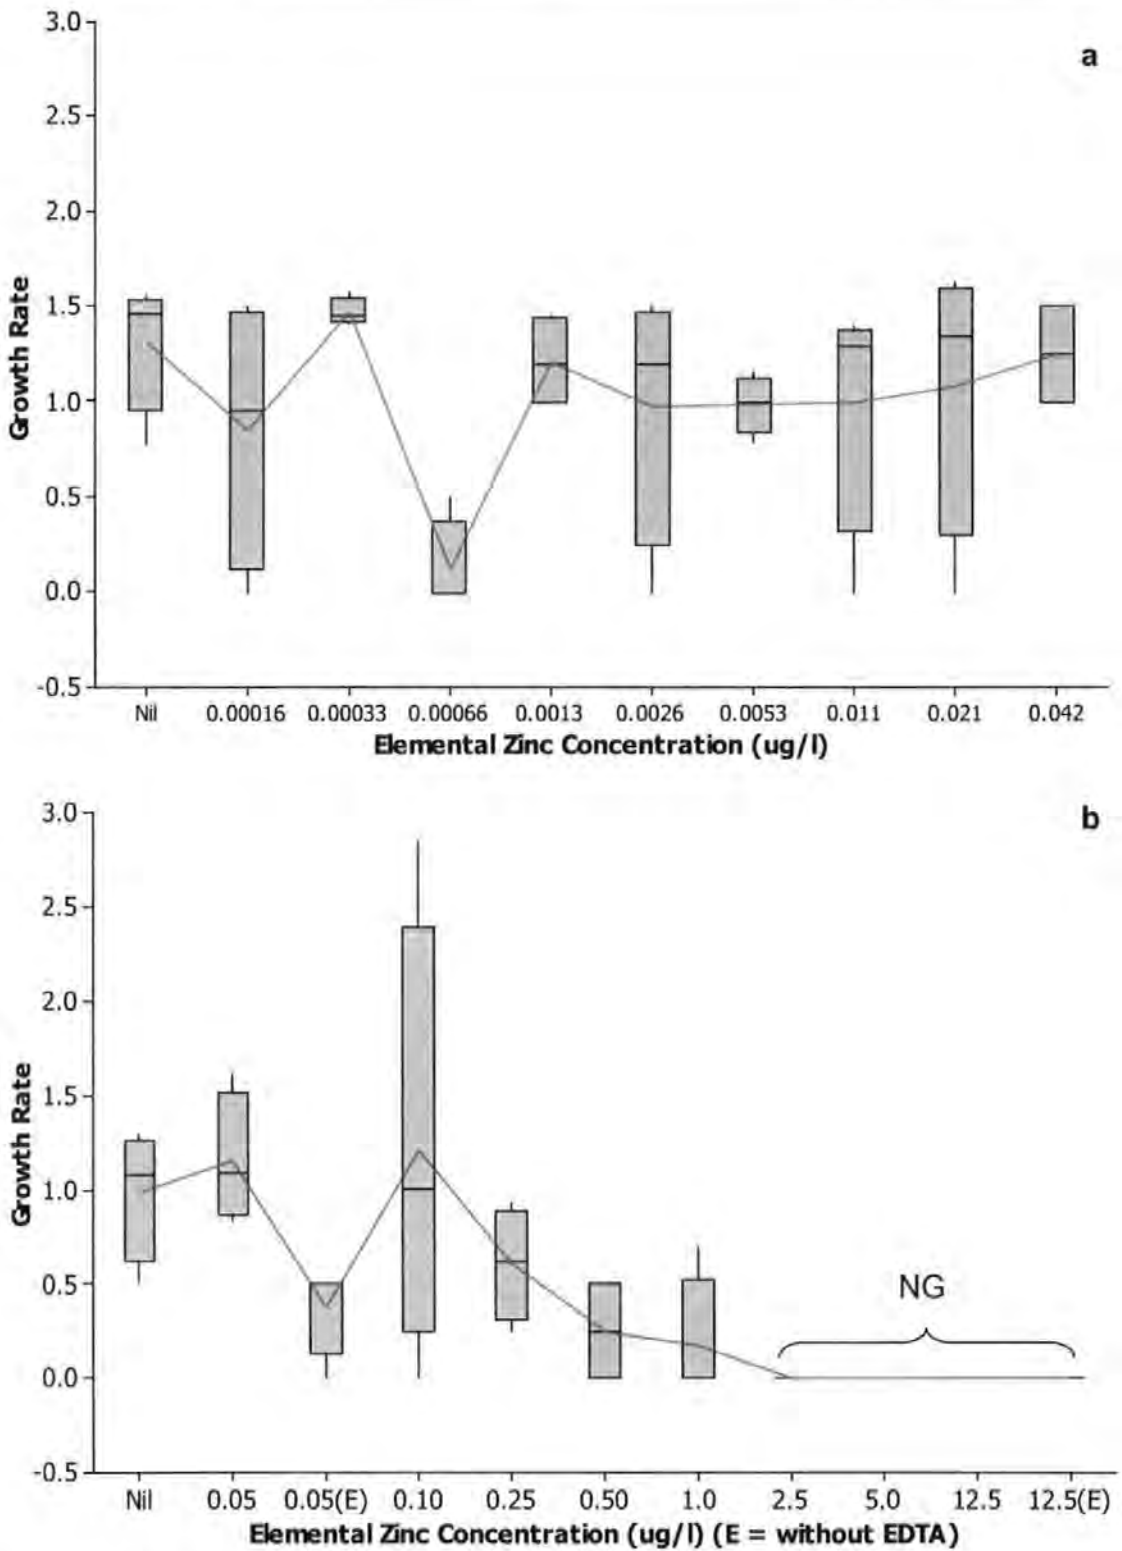 a
3.0
2.5
2.0
1.5
1.0
0.5
0.0
-0.5
Growth Rate
Nil 0.00016 0.00033 0.00066 0.0013 0.0026 0.0053 0.011 0.021 0.042
Elemental Zinc Concentration (ug/l)
b
3.0
2.5
2.0
1.5
1.0
0.5
0.0
-0.5
Growth Rate
NG
Nil 0.05 0.05(E) 0.10 0.25 0.50 1.0 2.5 5.0 12.5 12.5(E)
Elemental Zinc Concentration (ug/l) (E = without EDTA)